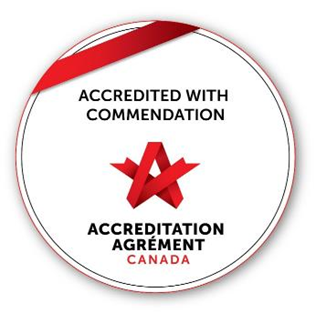 ACCREDITED WITH
COMMENDATION
ACCREDITATION
AGRÉMENT
CANADA